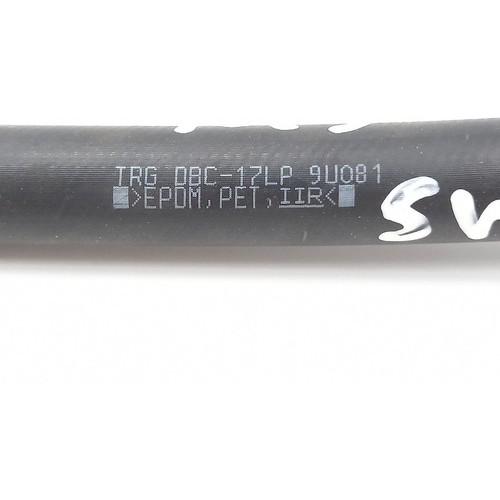 TRG DBC-17LP 9U081
■>EPDM,PET,IIR<■